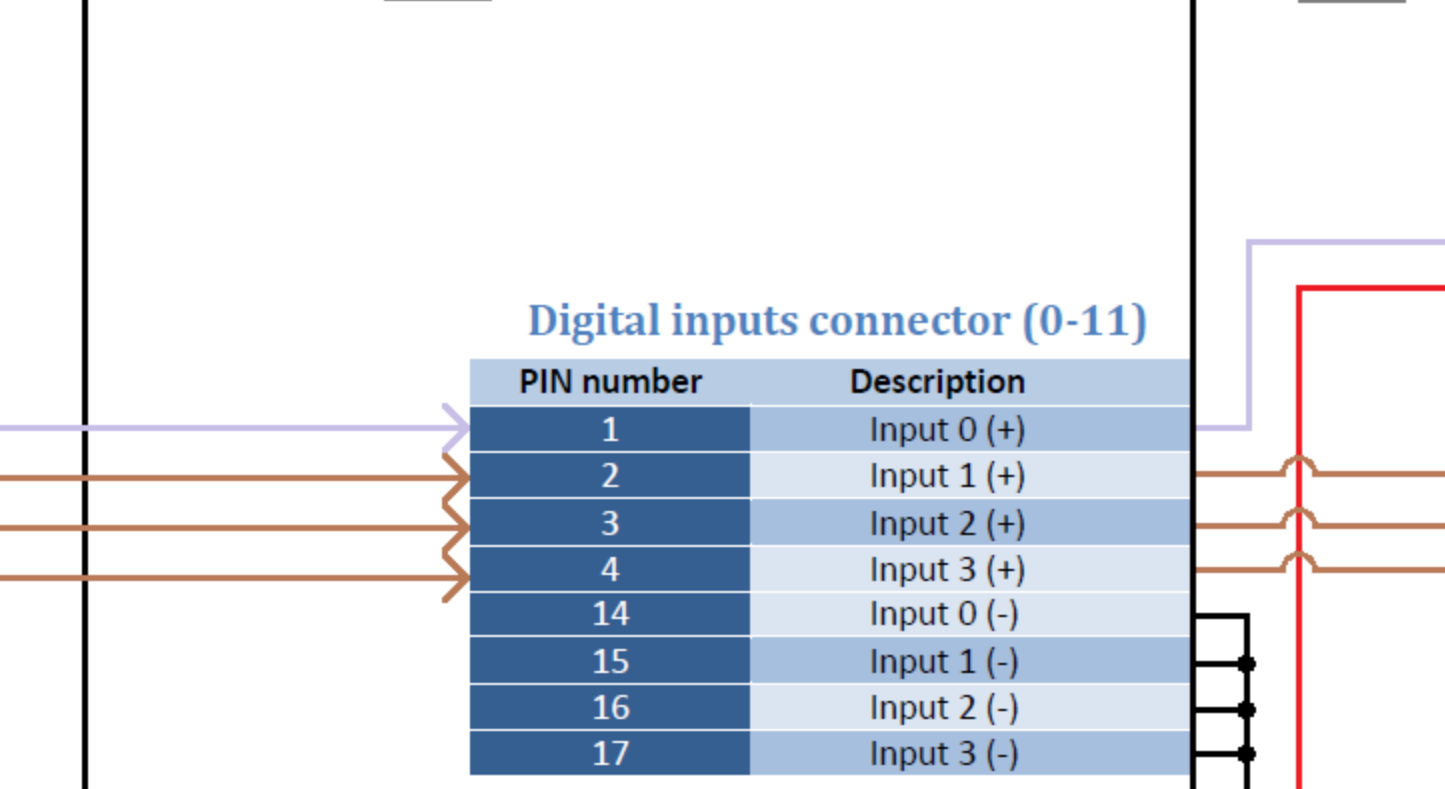 Digital inputs connector (0-11)
PIN number Description
1 Input 0 (+)
2 Input 1 (+)
3 Input 2 (+)
4 Input 3 (+)
14 Input 0 (-)
15 Input 1 (-)
16 Input 2 (-)
17 Input 3 (-)